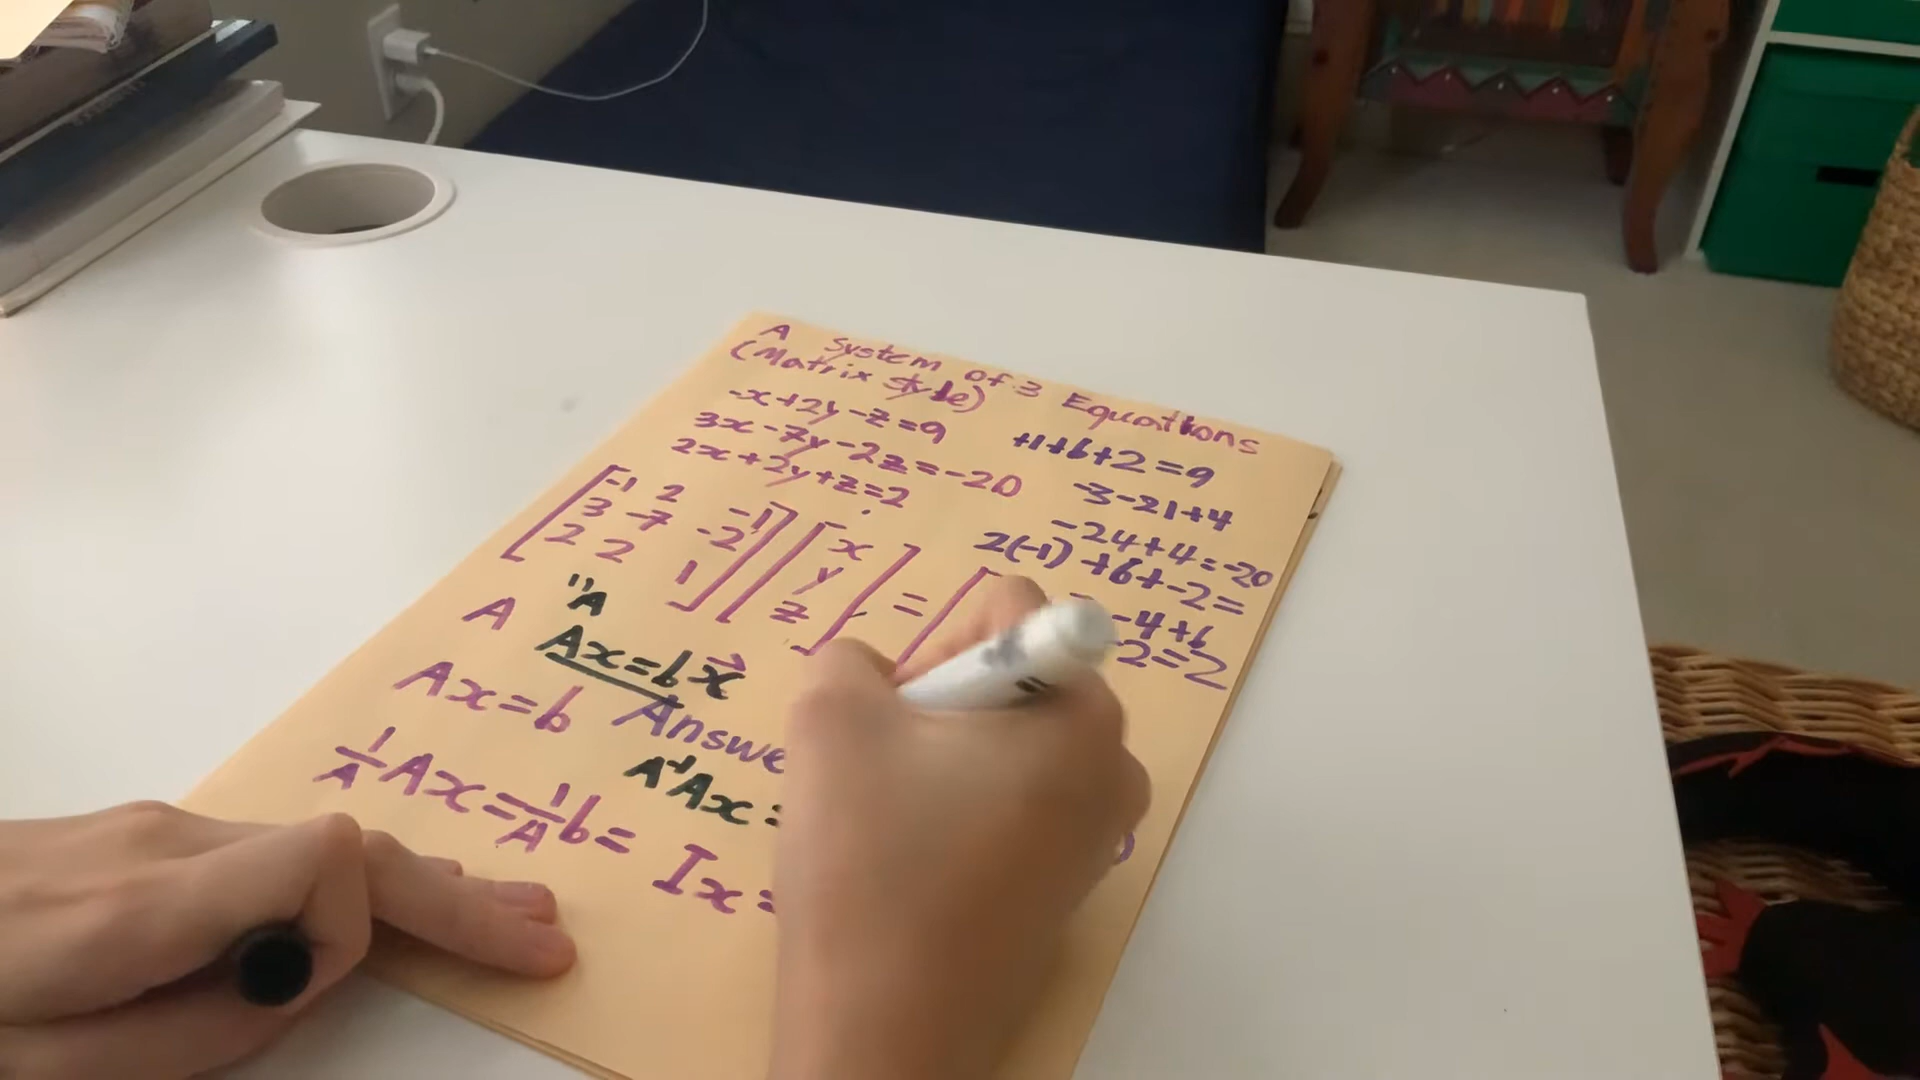 A System of 3 Equations
(Matrix style)
-x+2y-z=9
3x-7y-2z=-20
2x+2y+z=2
+1+6+2=9
-3-21+4
-24+4=-20
2(-1)+6+-2=
-4+6
2=2
[-1 2 -1] [x] = [
3 -7 -2 y
2 2 1 z
A "A
Ax=b x⃗
Ax=b Answe
A⁻¹Ax=
1/A Ax=1/A b=
Ix=